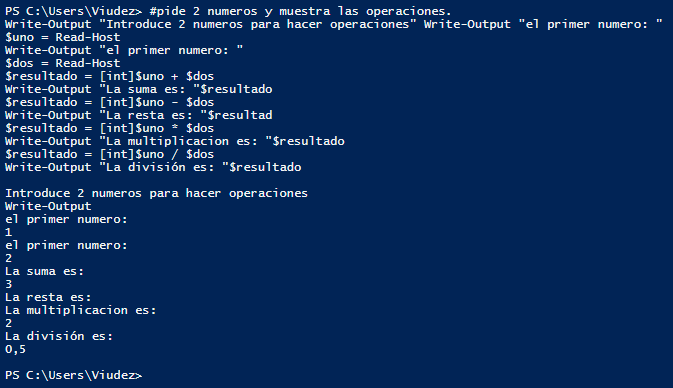 PS C:\Users\Viudez> #pide 2 numeros y muestra las operaciones.
Write-Output "Introduce 2 numeros para hacer operaciones" Write-Output "el primer numero: "
$uno = Read-Host
Write-Output "el primer numero: "
$dos = Read-Host
$resultado = [int]$uno + $dos
Write-Output "La suma es: "$resultado
$resultado = [int]$uno - $dos
Write-Output "La resta es: "$resultad
$resultado = [int]$uno * $dos
Write-Output "La multiplicacion es: "$resultado
$resultado = [int]$uno / $dos
Write-Output "La división es: "$resultado

Introduce 2 numeros para hacer operaciones
Write-Output
el primer numero:
1
el primer numero:
2
La suma es:
3
La resta es:
La multiplicacion es:
2
La división es:
0,5

PS C:\Users\Viudez>